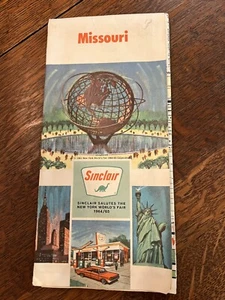 Missouri
Sinclair
SINCLAIR SALUTES THE
NEW YORK WORLD'S FAIR
1964/65